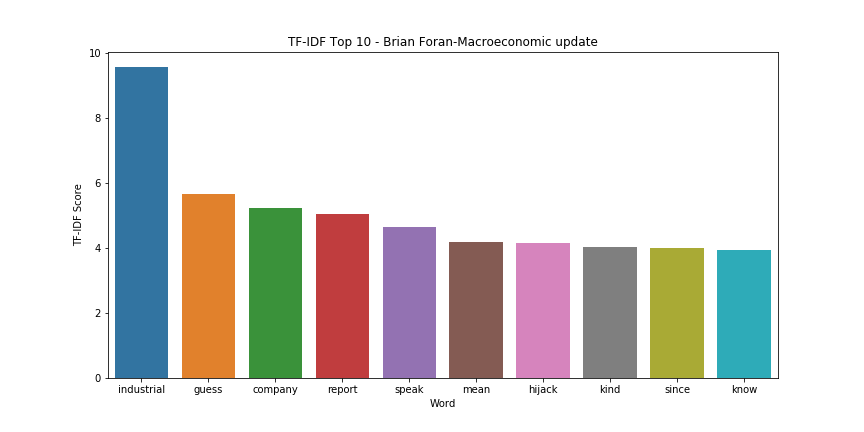 TF-IDF Top 10 - Brian Foran-Macroeconomic update
10
8
6
4
2
0
TF-IDF Score
industrial guess company report speak mean hijack kind since know
Word